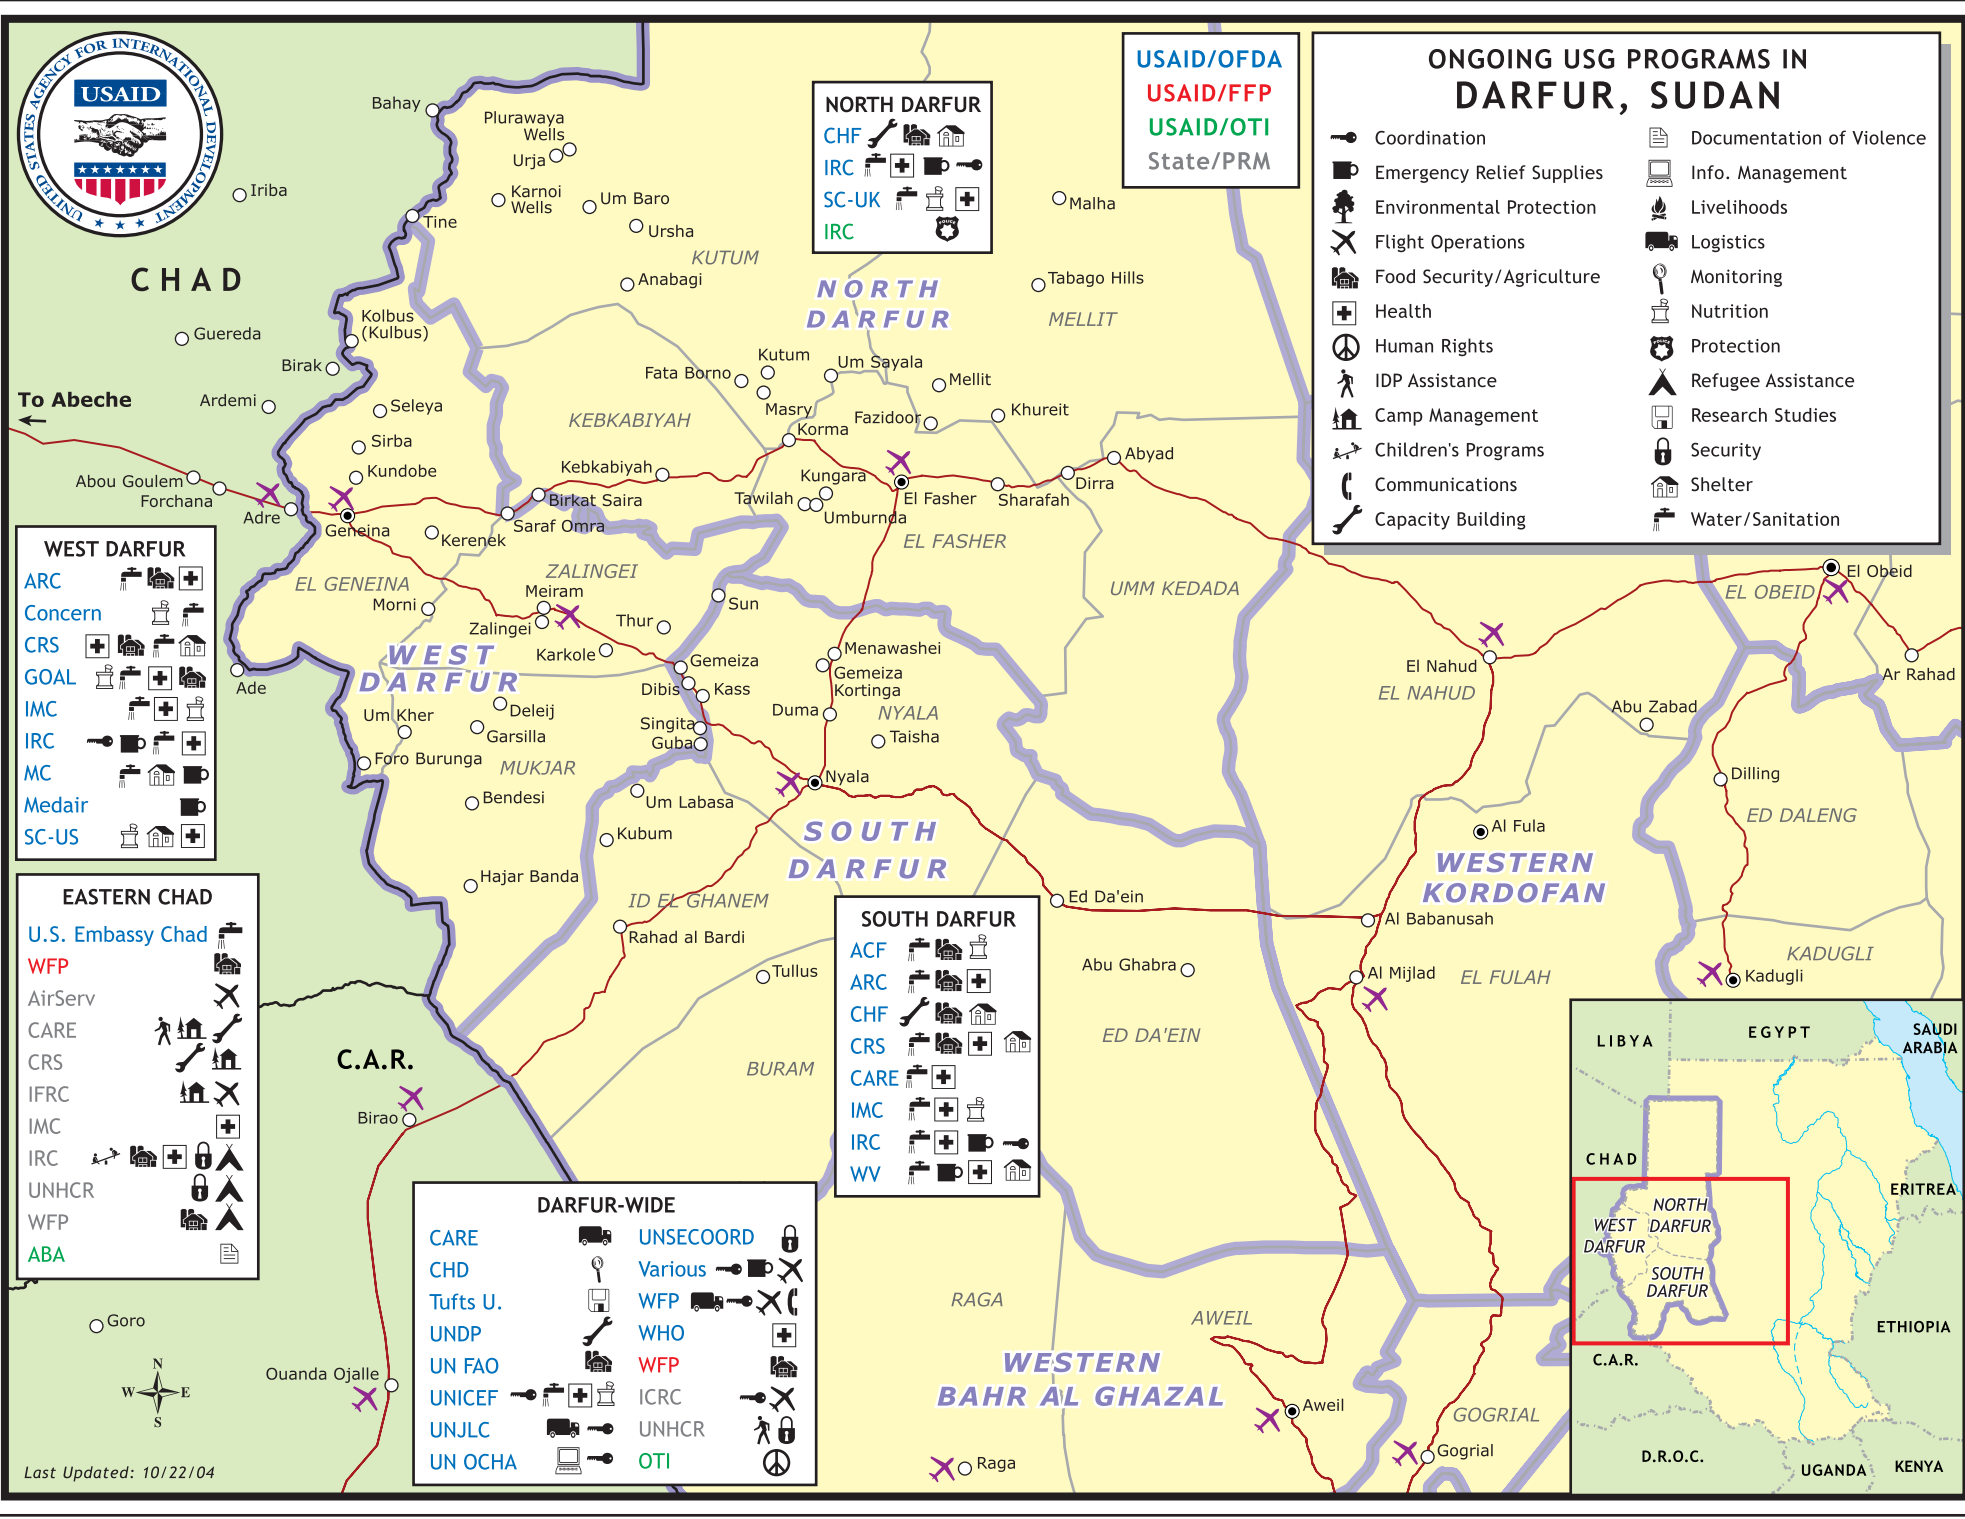 UNITED STATES AGENCY FOR INTERNATIONAL DEVELOPMENT
USAID
USAID/OFDA
USAID/FFP
USAID/OTI
State/PRM
ONGOING USG PROGRAMS IN
DARFUR, SUDAN
Coordination
Emergency Relief Supplies
Environmental Protection
Flight Operations
Food Security/Agriculture
Health
Human Rights
IDP Assistance
Camp Management
Children's Programs
Communications
Capacity Building
Documentation of Violence
Info. Management
Livelihoods
Logistics
Monitoring
Nutrition
Protection
Refugee Assistance
Research Studies
Security
Shelter
Water/Sanitation
NORTH DARFUR
CHF
IRC
SC-UK
IRC
Bahay
Plurawaya
Wells
Urja
Karnoi
Wells
Um Baro
Ursha
Iriba
Tine
Malha
KUTUM
Anabagi
Tabago Hills
CHAD
NORTH
DARFUR
MELLIT
Kolbus
(Kulbus)
Guereda
Birak
Kutum
Um Sayala
Fata Borno
Mellit
To Abeche
Ardemi
Seleya
Masry
Fazidoor
Khureit
KEBKABIYAH
Korma
Sirba
Abyad
Kundobe
Kebkabiyah
Kungara
Abou Goulem
Forchana
Birkat Saira
Tawilah
El Fasher
Sharafah
Dirra
Adre
Umburnda
Geneina
Saraf Omra
Kerenek
EL FASHER
EL GENEINA
ZALINGEI
UMM KEDADA
El Obeid
EL OBEID
Meiram
Morni
Sun
Zalingei
Thur
Menawashei
Karkole
Gemeiza
Gemeiza
Kortinga
El Nahud
EL NAHUD
Ar Rahad
WEST
DARFUR
Ade
Dibis
Kass
Deleij
Um Kher
Duma
NYALA
Abu Zabad
Singita
Garsilla
Guba
Taisha
Foro Burunga
MUKJAR
Nyala
Dilling
Bendesi
Um Labasa
ED DALENG
Kubum
Al Fula
SOUTH
DARFUR
WESTERN
KORDOFAN
Hajar Banda
ID EL GHANEM
Ed Da'ein
Al Babanusah
Rahad al Bardi
KADUGLI
Tullus
Abu Ghabra
Al Mijlad
EL FULAH
Kadugli
ED DA'EIN
C.A.R.
BURAM
Birao
RAGA
AWEIL
WESTERN
BAHR AL GHAZAL
Goro
Ouanda Ojalle
Aweil
GOGRIAL
Raga
Gogrial
WEST DARFUR
ARC
Concern
CRS
GOAL
IMC
IRC
MC
Medair
SC-US
EASTERN CHAD
U.S. Embassy Chad
WFP
AirServ
CARE
CRS
IFRC
IMC
IRC
UNHCR
WFP
ABA
SOUTH DARFUR
ACF
ARC
CHF
CRS
CARE
IMC
IRC
WV
DARFUR-WIDE
CARE
CHD
Tufts U.
UNDP
UN FAO
UNICEF
UNJLC
UN OCHA
UNSECOORD
Various
WFP
WHO
WFP
ICRC
UNHCR
OTI
LIBYA
EGYPT
SAUDI
ARABIA
CHAD
ERITREA
NORTH
DARFUR
WEST
DARFUR
SOUTH
DARFUR
ETHIOPIA
C.A.R.
D.R.O.C.
UGANDA
KENYA
N
W
E
S
Last Updated: 10/22/04